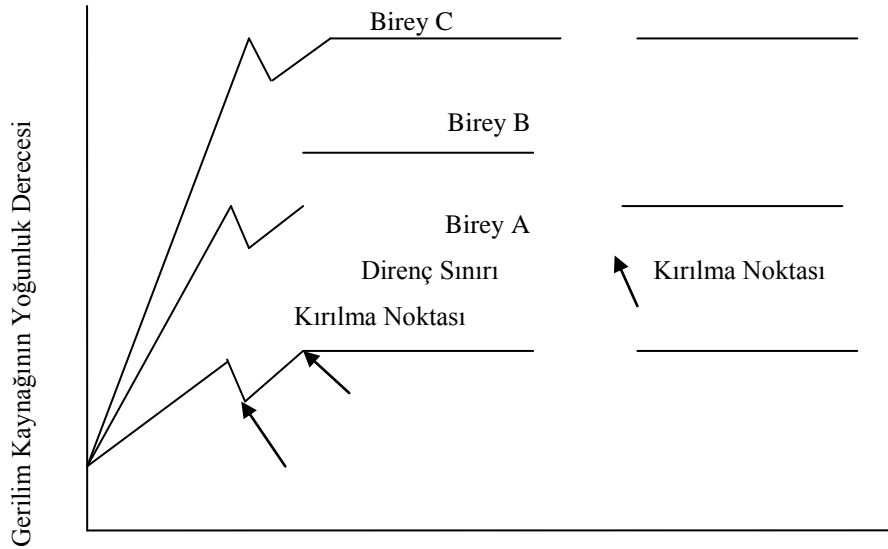 Birey C
Birey B
Birey A
Direnç Sınırı
Kırılma Noktası
Kırılma Noktası
Gerilim Kaynağının Yoğunluk Derecesi